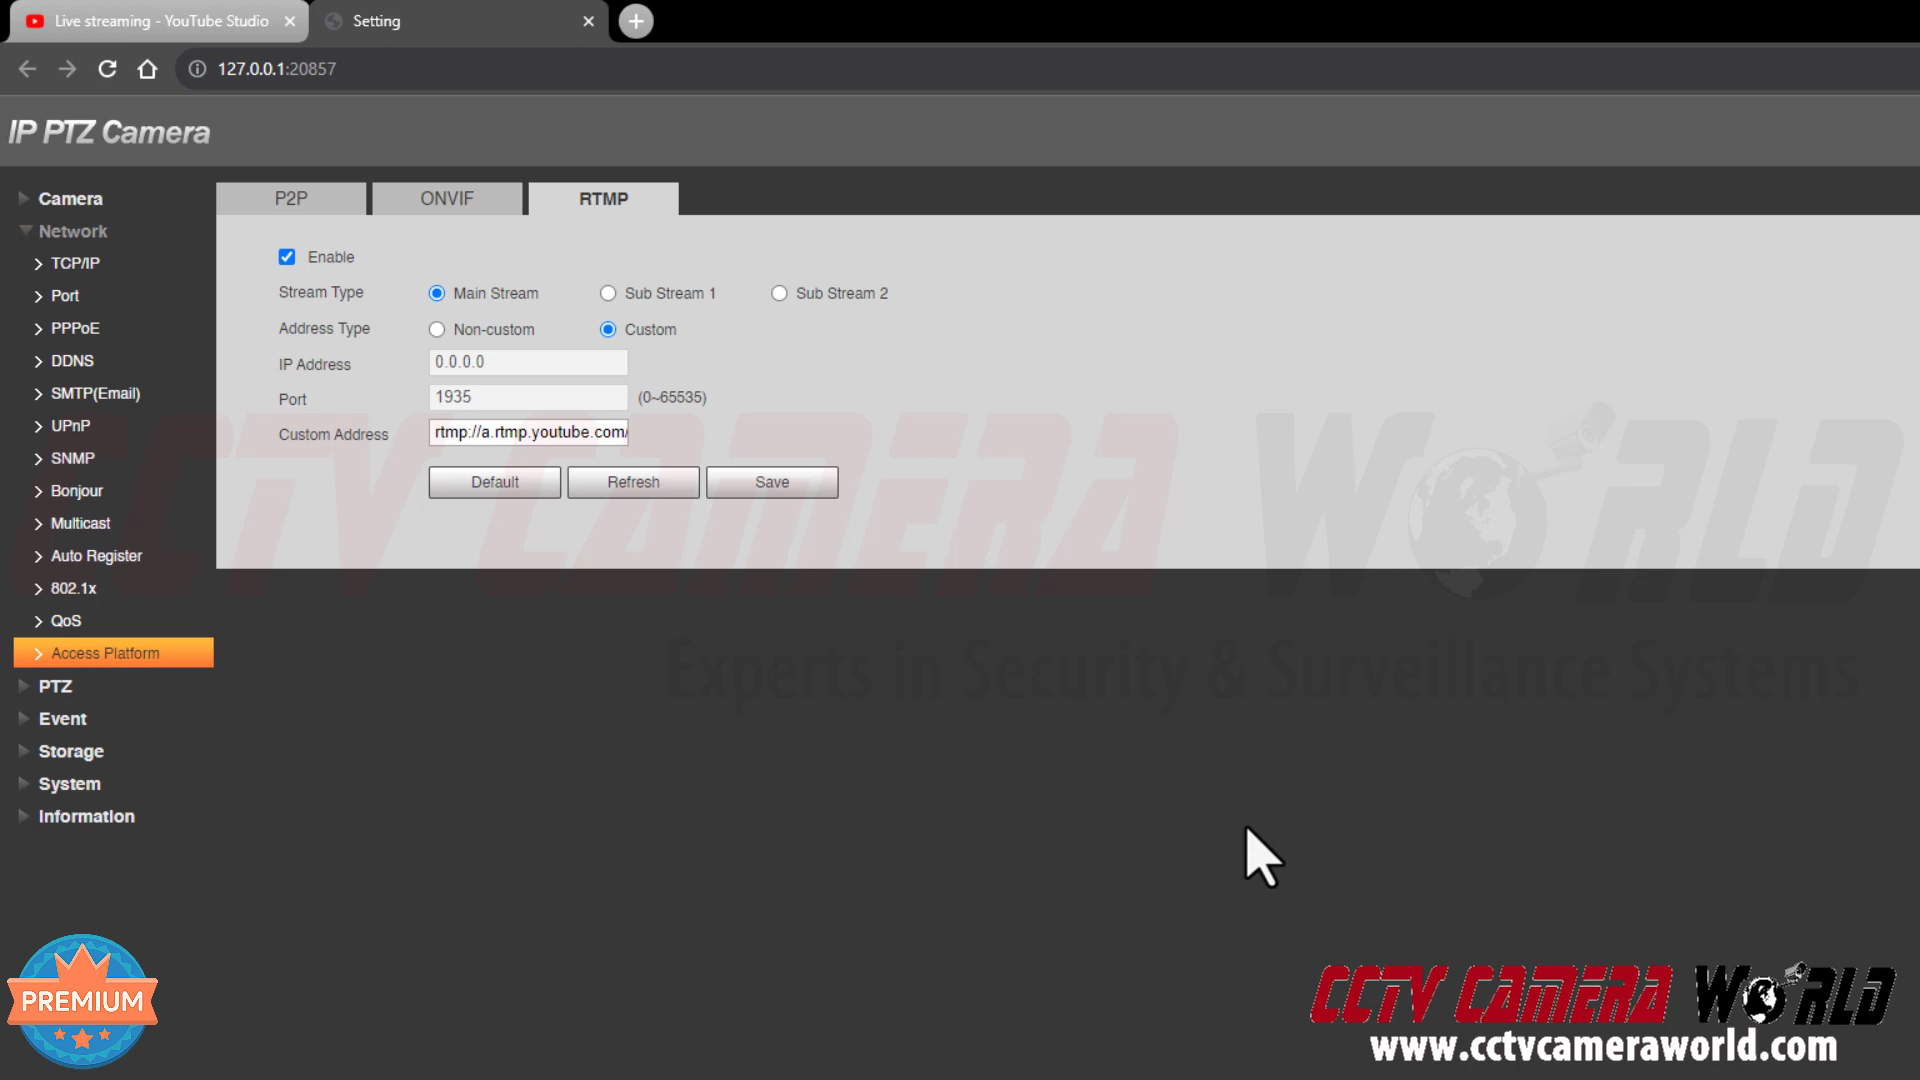 Live streaming - YouTube Studio
Setting
127.0.0.1:20857
IP PTZ Camera
Camera
Network
TCP/IP
Port
PPPoE
DDNS
SMTP(Email)
UPnP
SNMP
Bonjour
Multicast
Auto Register
802.1x
QoS
Access Platform
PTZ
Event
Storage
System
Information
P2P ONVIF RTMP
Enable
Stream Type Main Stream Sub Stream 1 Sub Stream 2
Address Type Non-custom Custom
IP Address 0.0.0.0
Port 1935 (0~65535)
Custom Address rtmp://a.rtmp.youtube.com/
Default Refresh Save
CCTV CAMERA WORLD
Experts in Security & Surveillance Systems
PREMIUM
CCTV CAMERA WORLD
www.cctvcameraworld.com